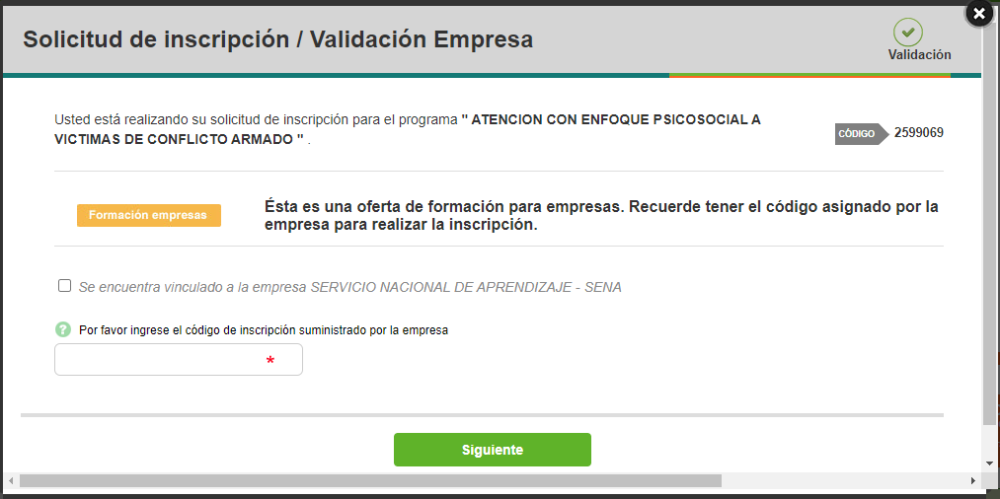 Solicitud de inscripción / Validación Empresa
Validación
Usted está realizando su solicitud de inscripción para el programa " ATENCION CON ENFOQUE PSICOSOCIAL A
VICTIMAS DE CONFLICTO ARMADO " .
CÓDIGO 2599069
Formación empresas
Ésta es una oferta de formación para empresas. Recuerde tener el código asignado por la
empresa para realizar la inscripción.
Se encuentra vinculado a la empresa SERVICIO NACIONAL DE APRENDIZAJE - SENA
? Por favor ingrese el código de inscripción suministrado por la empresa
*
Siguiente